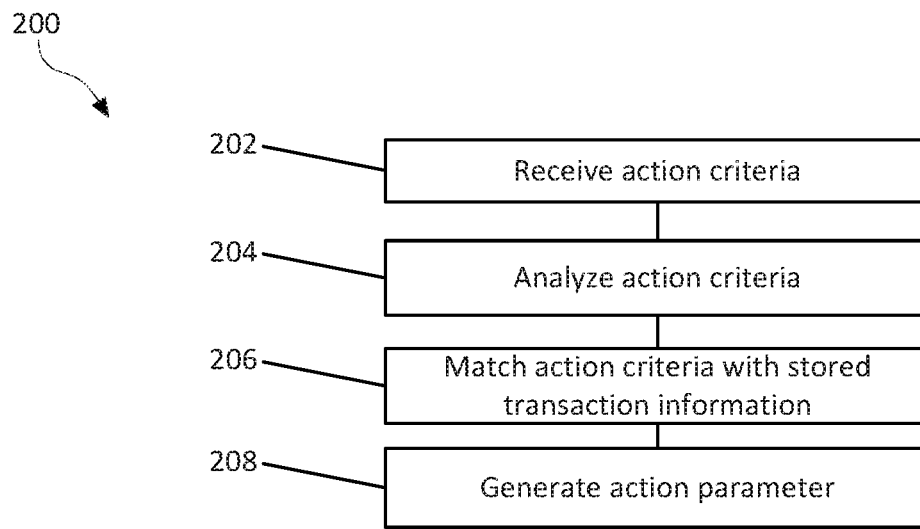 200
202
Receive action criteria
204
Analyze action criteria
206
Match action criteria with stored
transaction information
208
Generate action parameter